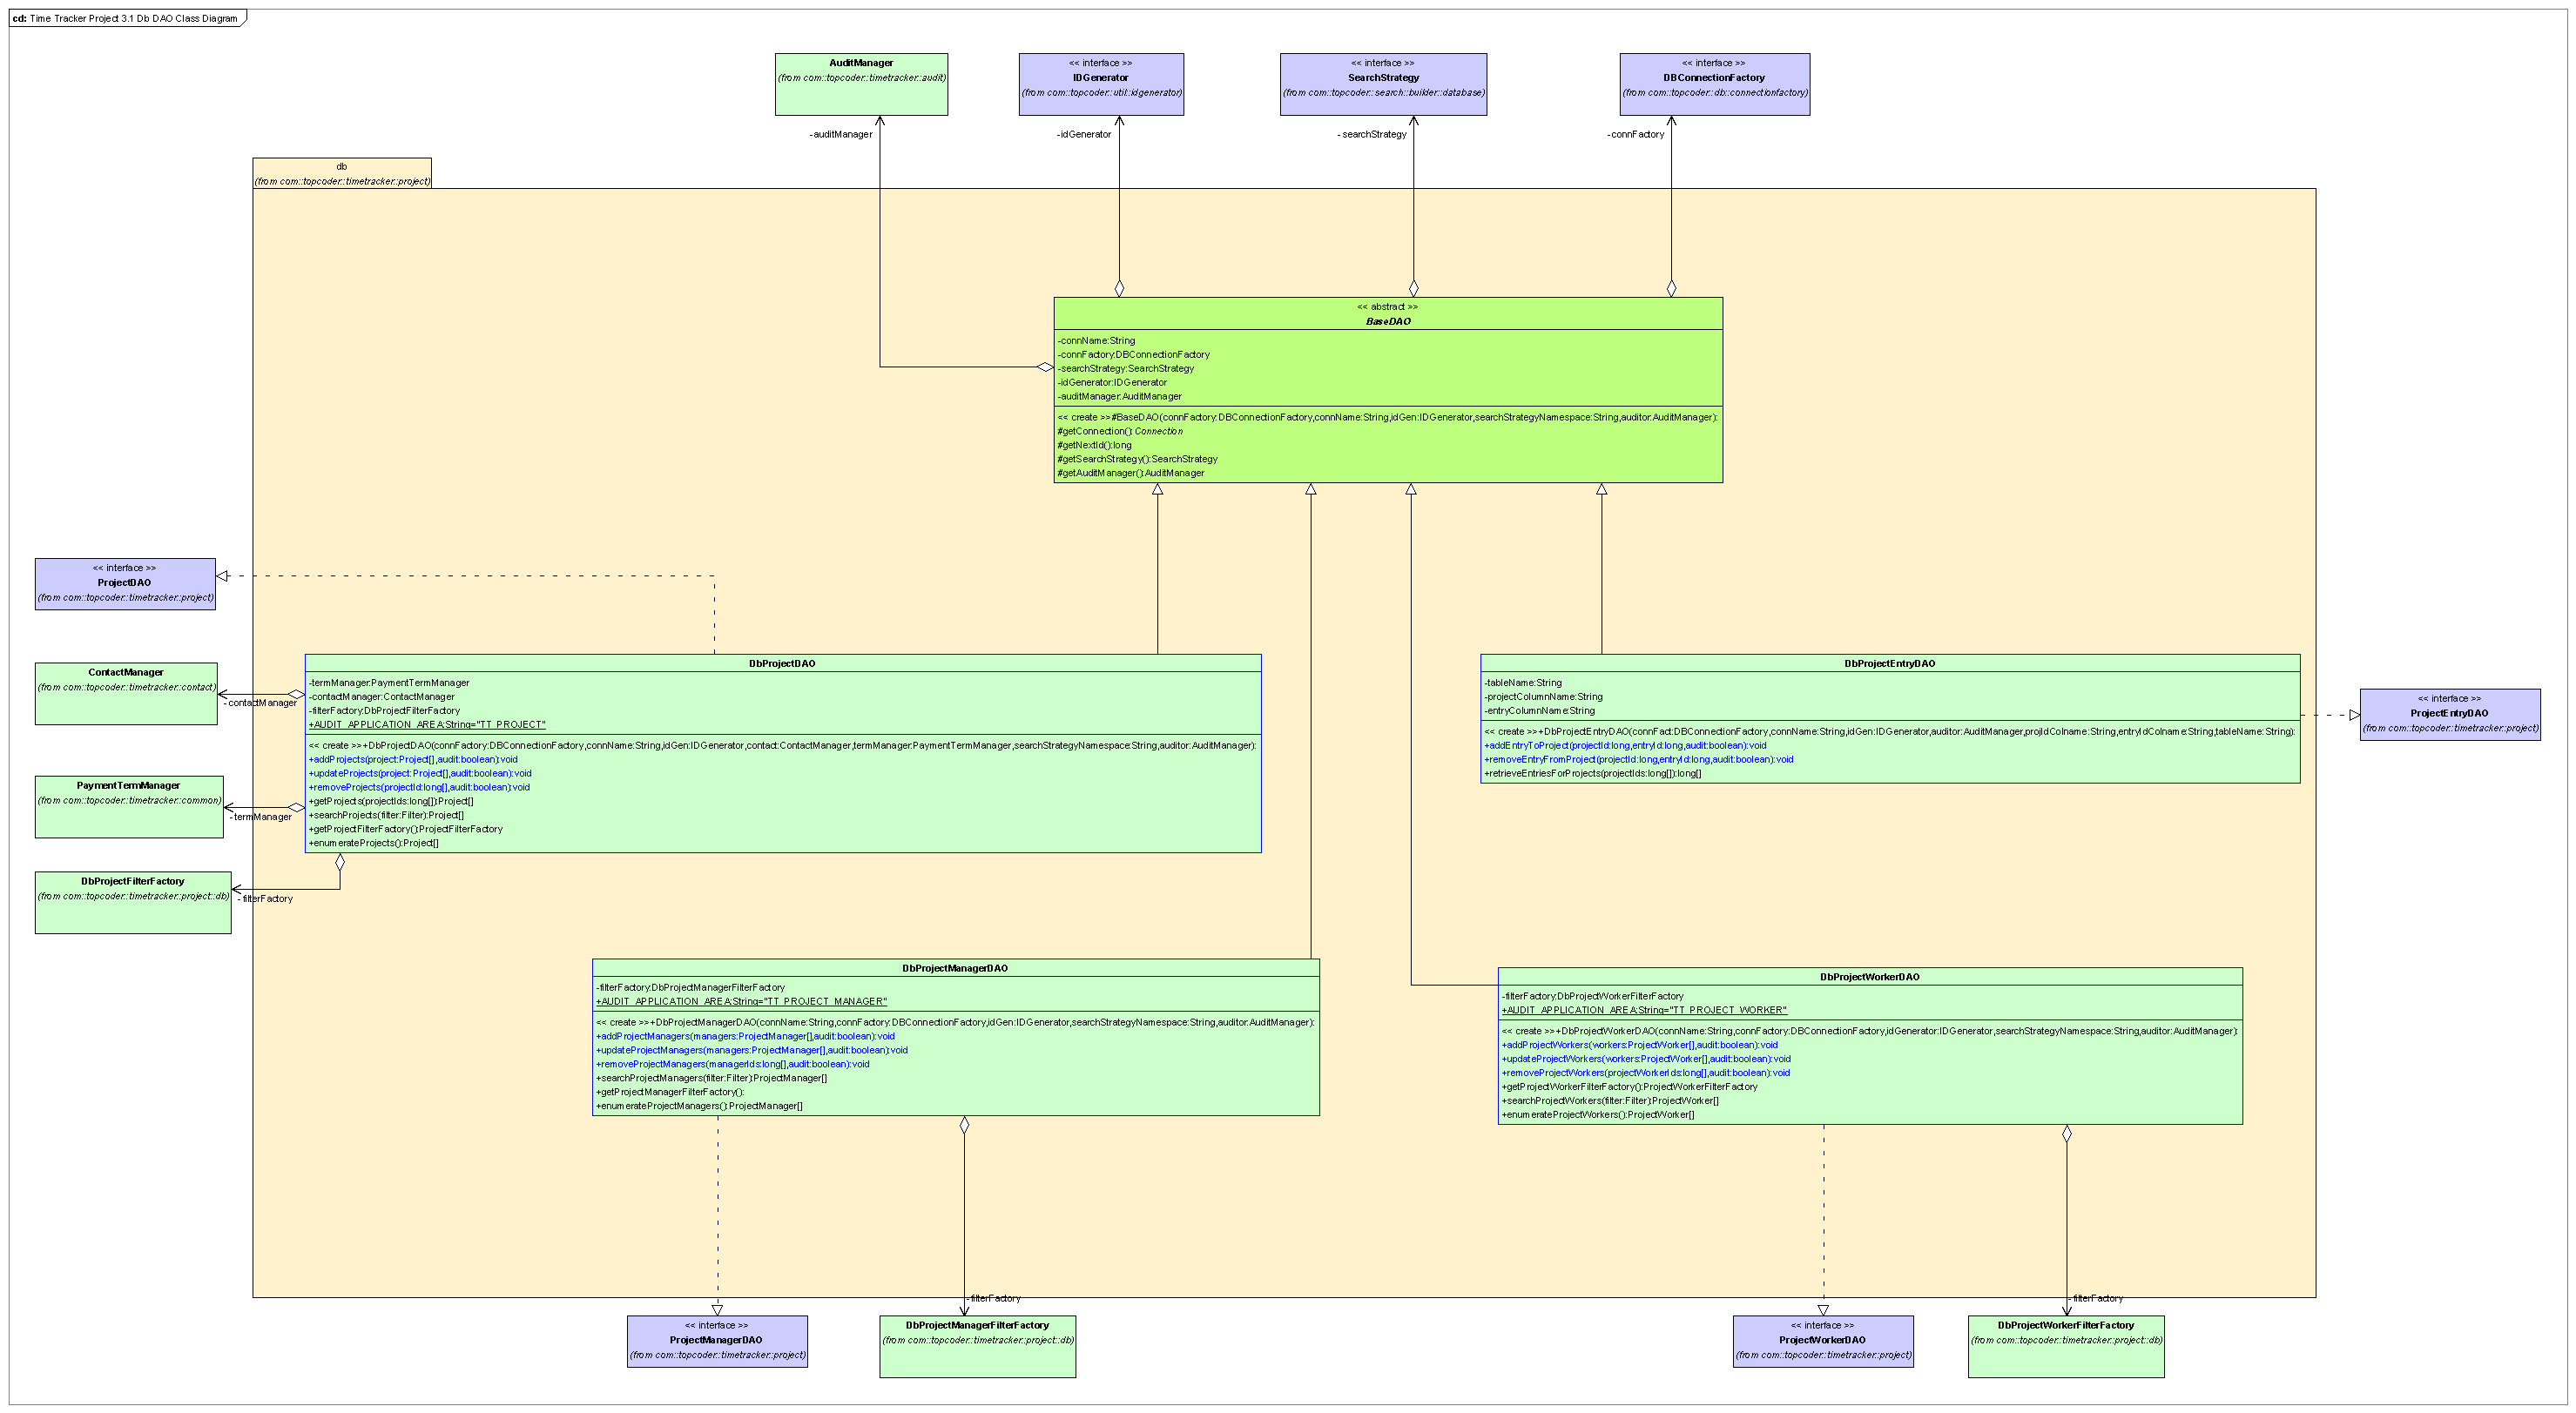 cd: Time Tracker Project 3.1 Db DAO Class Diagram
AuditManager
(from com::topcoder::timetracker::audit)
<< interface >>
IDGenerator
(from com::topcoder::util::idgenerator)
<< interface >>
SearchStrategy
(from com::topcoder::search::builder::database)
<< interface >>
DBConnectionFactory
(from com::topcoder::db::connectionfactory)
-auditManager
-idGenerator
-searchStrategy
-connFactory
db
(from com::topcoder::timetracker::project)
<< abstract >>
BaseDAO
-connName:String
-connFactory:DBConnectionFactory
-searchStrategy:SearchStrategy
-idGenerator:IDGenerator
-auditManager:AuditManager
<< create >>#BaseDAO(connFactory:DBConnectionFactory,connName:String,idGen:IDGenerator,searchStrategyNamespace:String,auditor:AuditManager):
#getConnection():Connection
#getNextId():long
#getSearchStrategy():SearchStrategy
#getAuditManager():AuditManager
<< interface >>
ProjectDAO
(from com::topcoder::timetracker::project)
ContactManager
(from com::topcoder::timetracker::contact)
-contactManager
PaymentTermManager
(from com::topcoder::timetracker::common)
-termManager
DbProjectFilterFactory
(from com::topcoder::timetracker::project::db)
-filterFactory
DbProjectDAO
-termManager:PaymentTermManager
-contactManager:ContactManager
-filterFactory:DbProjectFilterFactory
+AUDIT_APPLICATION_AREA:String="TT_PROJECT"
<< create >>+DbProjectDAO(connFactory:DBConnectionFactory,connName:String,idGen:IDGenerator,contact:ContactManager,termManager:PaymentTermManager,searchStrategyNamespace:String,auditor:AuditManager):
+addProjects(project:Project[],audit:boolean):void
+updateProjects(project:Project[],audit:boolean):void
+removeProjects(projectId:long[],audit:boolean):void
+getProjects(projectIds:long[]):Project[]
+searchProjects(filter:Filter):Project[]
+getProjectFilterFactory():ProjectFilterFactory
+enumerateProjects():Project[]
DbProjectEntryDAO
-tableName:String
-projectColumnName:String
-entryColumnName:String
<< create >>+DbProjectEntryDAO(connFact:DBConnectionFactory,connName:String,idGen:IDGenerator,auditor:AuditManager,projIdColname:String,entryIdColname:String,tableName:String):
+addEntryToProject(projectId:long,entryId:long,audit:boolean):void
+removeEntryFromProject(projectId:long,entryId:long,audit:boolean):void
+retrieveEntriesForProjects(projectIds:long[]):long[]
<< interface >>
ProjectEntryDAO
(from com::topcoder::timetracker::project)
DbProjectManagerDAO
-filterFactory:DbProjectManagerFilterFactory
+AUDIT_APPLICATION_AREA:String="TT_PROJECT_MANAGER"
<< create >>+DbProjectManagerDAO(connName:String,connFactory:DBConnectionFactory,idGen:IDGenerator,searchStrategyNamespace:String,auditor:AuditManager):
+addProjectManagers(managers:ProjectManager[],audit:boolean):void
+updateProjectManagers(managers:ProjectManager[],audit:boolean):void
+removeProjectManagers(managerIds:long[],audit:boolean):void
+searchProjectManagers(filter:Filter):ProjectManager[]
+getProjectManagerFilterFactory():
+enumerateProjectManagers():ProjectManager[]
DbProjectWorkerDAO
-filterFactory:DbProjectWorkerFilterFactory
+AUDIT_APPLICATION_AREA:String="TT_PROJECT_WORKER"
<< create >>+DbProjectWorkerDAO(connName:String,connFactory:DBConnectionFactory,idGenerator:IDGenerator,searchStrategyNamespace:String,auditor:AuditManager):
+addProjectWorkers(workers:ProjectWorker[],audit:boolean):void
+updateProjectWorkers(workers:ProjectWorker[],audit:boolean):void
+removeProjectWorkers(projectWorkerIds:long[],audit:boolean):void
+getProjectWorkerFilterFactory():ProjectWorkerFilterFactory
+searchProjectWorkers(filter:Filter):ProjectWorker[]
+enumerateProjectWorkers():ProjectWorker[]
-filterFactory
-filterFactory
<< interface >>
ProjectManagerDAO
(from com::topcoder::timetracker::project)
DbProjectManagerFilterFactory
(from com::topcoder::timetracker::project::db)
<< interface >>
ProjectWorkerDAO
(from com::topcoder::timetracker::project)
DbProjectWorkerFilterFactory
(from com::topcoder::timetracker::project::db)